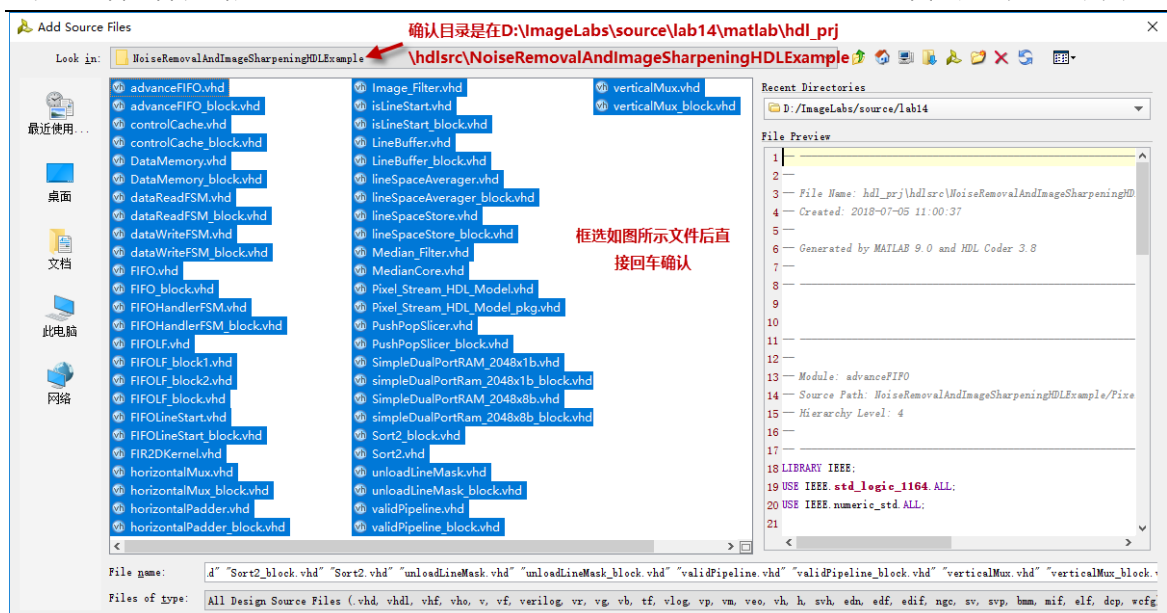 Add Source Files
确认目录是在D:\ImageLabs\source\lab14\matlab\hdl_prj
\hdlsrc\NoiseRemovalAndImageSharpeningHDLExample
Look in:
NoiseRemovalAndImageSharpeningHDLExample
最近使用...
桌面
文档
此电脑
网络
advanceFIFO.vhd
advanceFIFO_block.vhd
controlCache.vhd
controlCache_block.vhd
DataMemory.vhd
DataMemory_block.vhd
dataReadFSM.vhd
dataReadFSM_block.vhd
dataWriteFSM.vhd
dataWriteFSM_block.vhd
FIFO.vhd
FIFO_block.vhd
FIFOHandlerFSM.vhd
FIFOHandlerFSM_block.vhd
FIFOLF.vhd
FIFOLF_block1.vhd
FIFOLF_block2.vhd
FIFOLF_block.vhd
FIFOLineStart.vhd
FIFOLineStart_block.vhd
FIR2DKernel.vhd
horizontalMux.vhd
horizontalMux_block.vhd
horizontalPadder.vhd
horizontalPadder_block.vhd
Image_Filter.vhd
isLineStart.vhd
isLineStart_block.vhd
LineBuffer.vhd
LineBuffer_block.vhd
lineSpaceAverager.vhd
lineSpaceAverager_block.vhd
lineSpaceStore.vhd
lineSpaceStore_block.vhd
Median_Filter.vhd
MedianCore.vhd
Pixel_Stream_HDL_Model.vhd
Pixel_Stream_HDL_Model_pkg.vhd
PushPopSlicer.vhd
PushPopSlicer_block.vhd
SimpleDualPortRAM_2048x1b.vhd
simpleDualPortRam_2048x1b_block.vhd
SimpleDualPortRAM_2048x8b.vhd
simpleDualPortRam_2048x8b_block.vhd
Sort2_block.vhd
Sort2.vhd
unloadLineMask.vhd
unloadLineMask_block.vhd
validPipeline.vhd
validPipeline_block.vhd
verticalMux.vhd
verticalMux_block.vhd
框选如图所示文件后直
接回车确认
Recent Directories
D:/ImageLabs/source/lab14
File Preview
1 -- ----
2 --
3 -- File Name: hdl_prj\hdlsrc\NoiseRemovalAndImageSharpeningHD
4 -- Created: 2018-07-05 11:00:37
5 --
6 -- Generated by MATLAB 9.0 and HDL Coder 3.8
7 --
8 -- ----
9
10
11 -- ----
12 --
13 -- Module: advanceFIFO
14 -- Source Path: NoiseRemovalAndImageSharpeningHDLExample/Pixe
15 -- Hierarchy Level: 4
16 --
17 -- ----
18 LIBRARY IEEE;
19 USE IEEE.std_logic_1164.ALL;
20 USE IEEE.numeric_std.ALL;
21
File name:
.d" "Sort2_block.vhd" "Sort2.vhd" "unloadLineMask.vhd" "unloadLineMask_block.vhd" "validPipeline.vhd" "validPipeline_block.vhd" "verticalMux.vhd" "verticalMux_block.v
Files of type:
All Design Source Files (.vhd, vhdl, vhf, vho, v, vf, verilog, vr, vg, vb, tf, vlog, vp, vm, veo, vh, h, svh, edn, edf, edif, ngc, sv, svp, bmm, mif, elf, dcp, wcfg